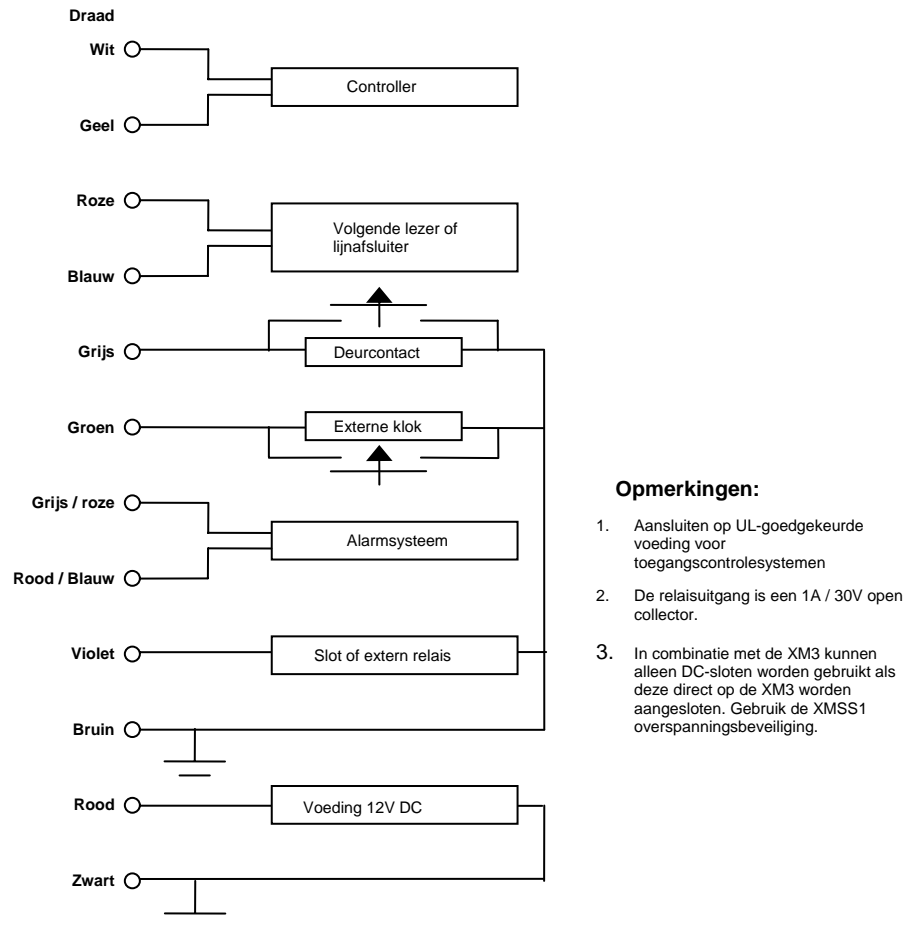 Draad
Wit
Controller
Geel
Roze
Volgende lezer of
lijnafsluiter
Blauw
Grijs
Deurcontact
Groen
Externe klok
Grijs / roze
Alarmsysteem
Rood / Blauw
Violet
Slot of extern relais
Bruin
Rood
Voeding 12V DC
Zwart
Opmerkingen:
1. Aansluiten op UL-goedgekeurde
voeding voor
toegangscontrolesystemen
2. De relaisuitgang is een 1A / 30V open
collector.
3. In combinatie met de XM3 kunnen
alleen DC-sloten worden gebruikt als
deze direct op de XM3 worden
aangesloten. Gebruik de XMSS1
overspanningsbeveiliging.